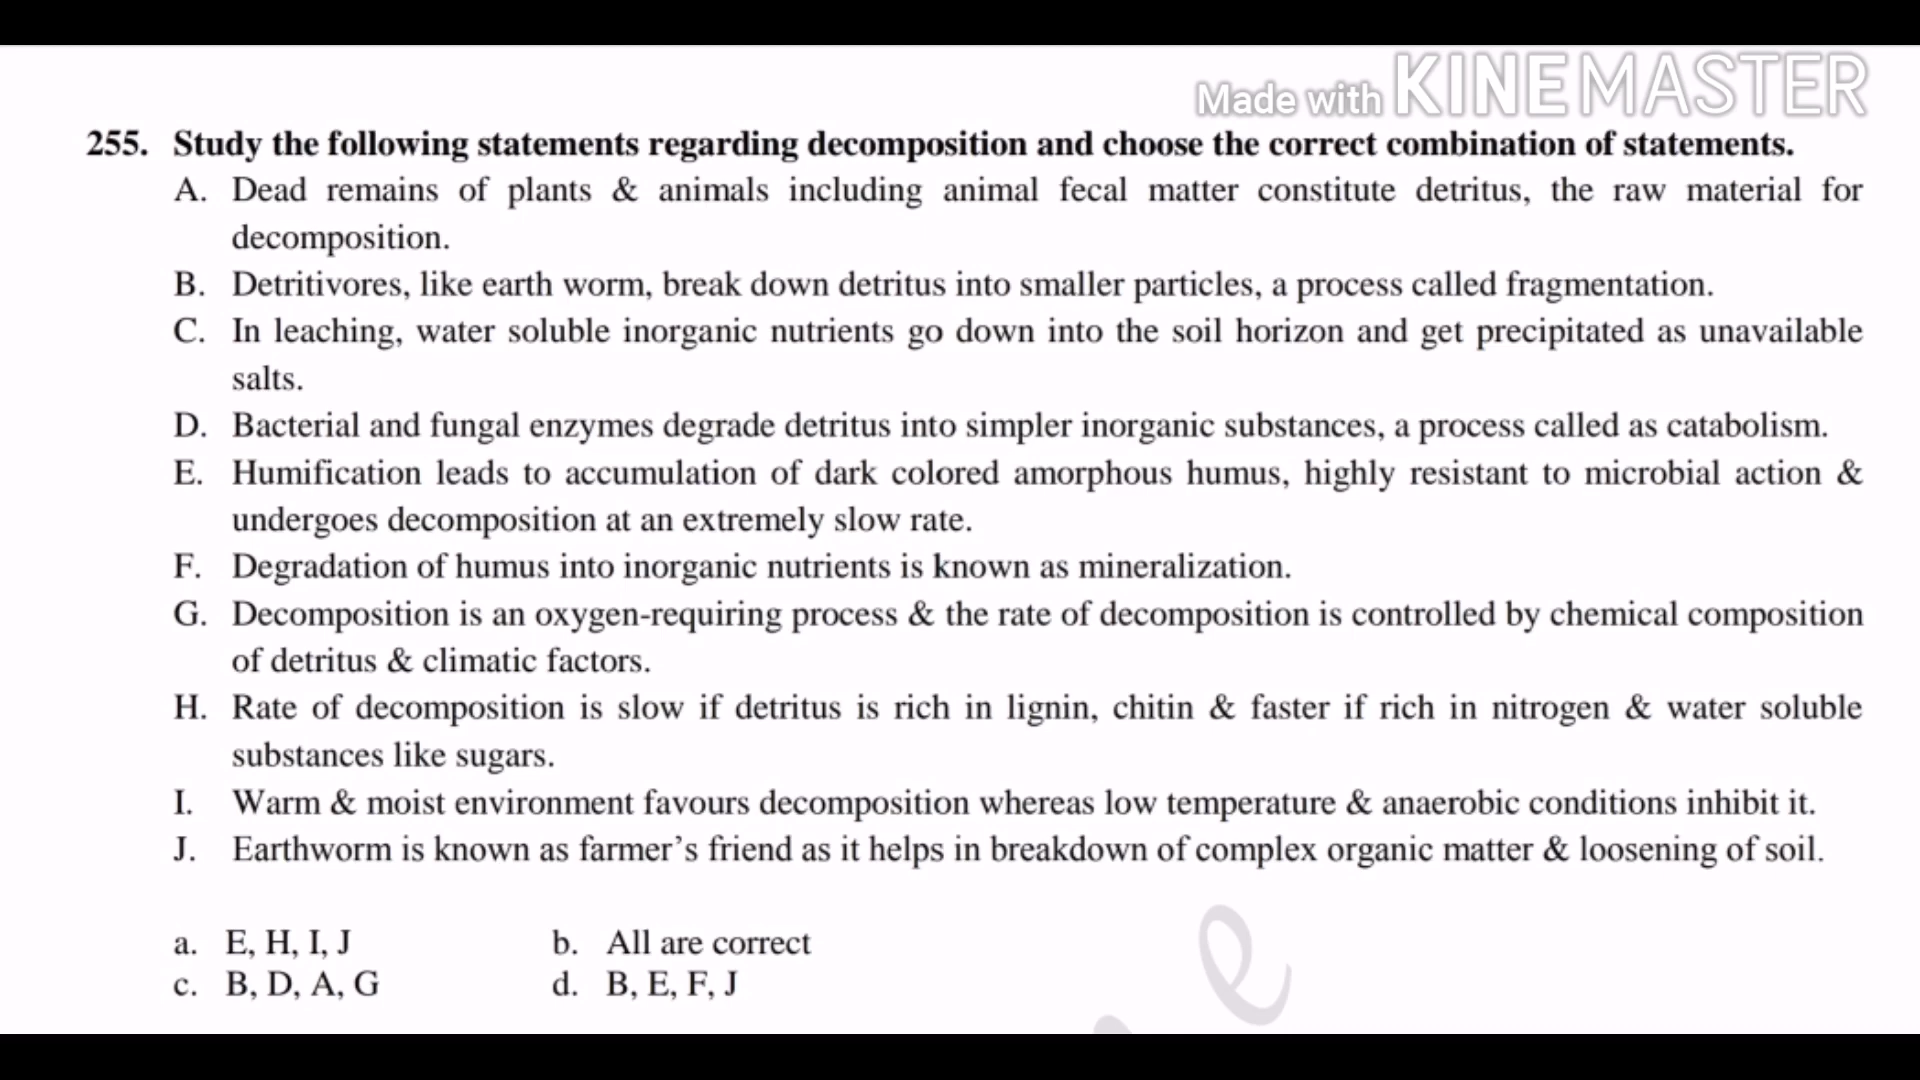 Made with KINEMASTER
255. Study the following statements regarding decomposition and choose the correct combination of statements.
A. Dead remains of plants & animals including animal fecal matter constitute detritus, the raw material for
decomposition.
B. Detritivores, like earth worm, break down detritus into smaller particles, a process called fragmentation.
C. In leaching, water soluble inorganic nutrients go down into the soil horizon and get precipitated as unavailable
salts.
D. Bacterial and fungal enzymes degrade detritus into simpler inorganic substances, a process called as catabolism.
E. Humification leads to accumulation of dark colored amorphous humus, highly resistant to microbial action &
undergoes decomposition at an extremely slow rate.
F. Degradation of humus into inorganic nutrients is known as mineralization.
G. Decomposition is an oxygen-requiring process & the rate of decomposition is controlled by chemical composition
of detritus & climatic factors.
H. Rate of decomposition is slow if detritus is rich in lignin, chitin & faster if rich in nitrogen & water soluble
substances like sugars.
I. Warm & moist environment favours decomposition whereas low temperature & anaerobic conditions inhibit it.
J. Earthworm is known as farmer’s friend as it helps in breakdown of complex organic matter & loosening of soil.
a. E, H, I, J b. All are correct
c. B, D, A, G d. B, E, F, J
e